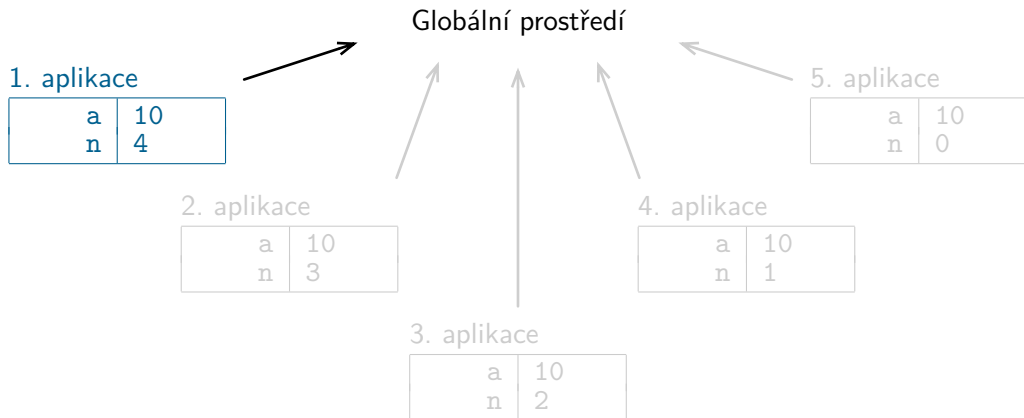 Globální prostředí
1. aplikace
a 10
n 4
5. aplikace
a 10
n 0
2. aplikace
a 10
n 3
4. aplikace
a 10
n 1
3. aplikace
a 10
n 2